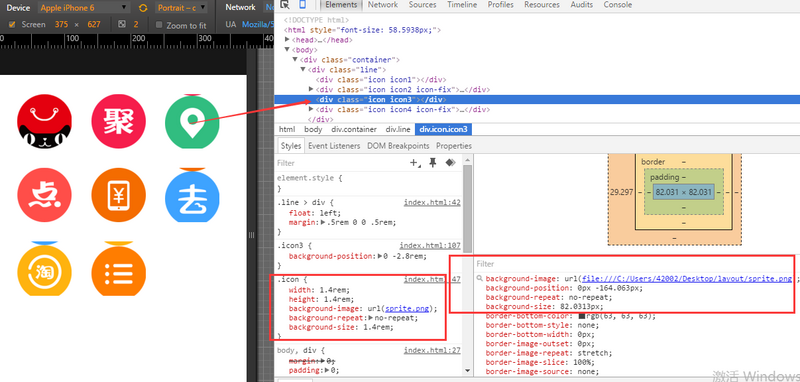 Device Apple iPhone 6 Portrait – c Network
Screen 375 × 627 2 Zoom to fit UA Mozilla/5
100 200 300 400
聚
点
¥
去
淘
Elements Network Sources Timeline Profiles
<!DOCTYPE html>
<html style="font-size: 58.5938px;">
<head>…</head>
<body>
<div class="container">
<div class="line">
<div class="icon icon1"></div>
<div class="icon icon2 icon-fix">…</div>
<div class="icon icon3"></div>
<div class="icon icon4 icon-fix">…</div>
</div>
html body div.container div.line div.icon.icon3
Styles Event Listeners DOM Breakpoints Properties
Filter
element.style {
}
.line > div { index.html:42
float: left;
margin: .5rem 0 0 .5rem;
}
.icon3 { index.html:107
background-position: 0 -2.8rem;
}
.icon { 47
width: 1.4rem;
height: 1.4rem;
background-image: url(sprite.png);
background-repeat: no-repeat;
background-size: 1.4rem;
}
body, div { index.html:27
margin: 0;
padding: 0;
border –
padding –
29.297 – – 82.031 × 82.031 – – –
–
–
–
Filter
background-image: url(file:///C:/Users/42002/Desktop/layout/sprite.png);
background-position: 0px -164.063px;
background-repeat: no-repeat;
background-size: 82.0313px;
border-bottom-color: rgb(63, 63, 63);
border-bottom-style: none;
border-bottom-width: 0px;
border-image-outset: 0px;
border-image-repeat: stretch;
border-image-slice: 100%;
border-image-source: none;
激活 Windows